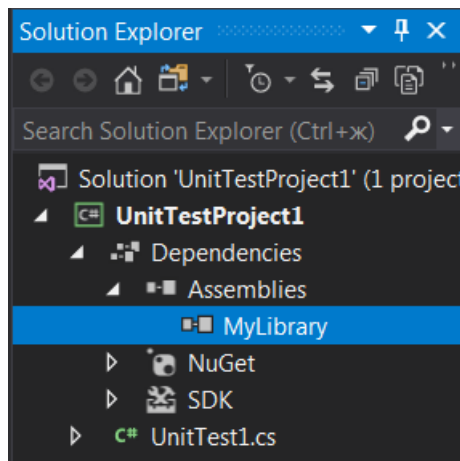 Solution Explorer
Search Solution Explorer (Ctrl+ж)
Solution 'UnitTestProject1' (1 project
C# UnitTestProject1
Dependencies
Assemblies
MyLibrary
NuGet
SDK
C# UnitTest1.cs